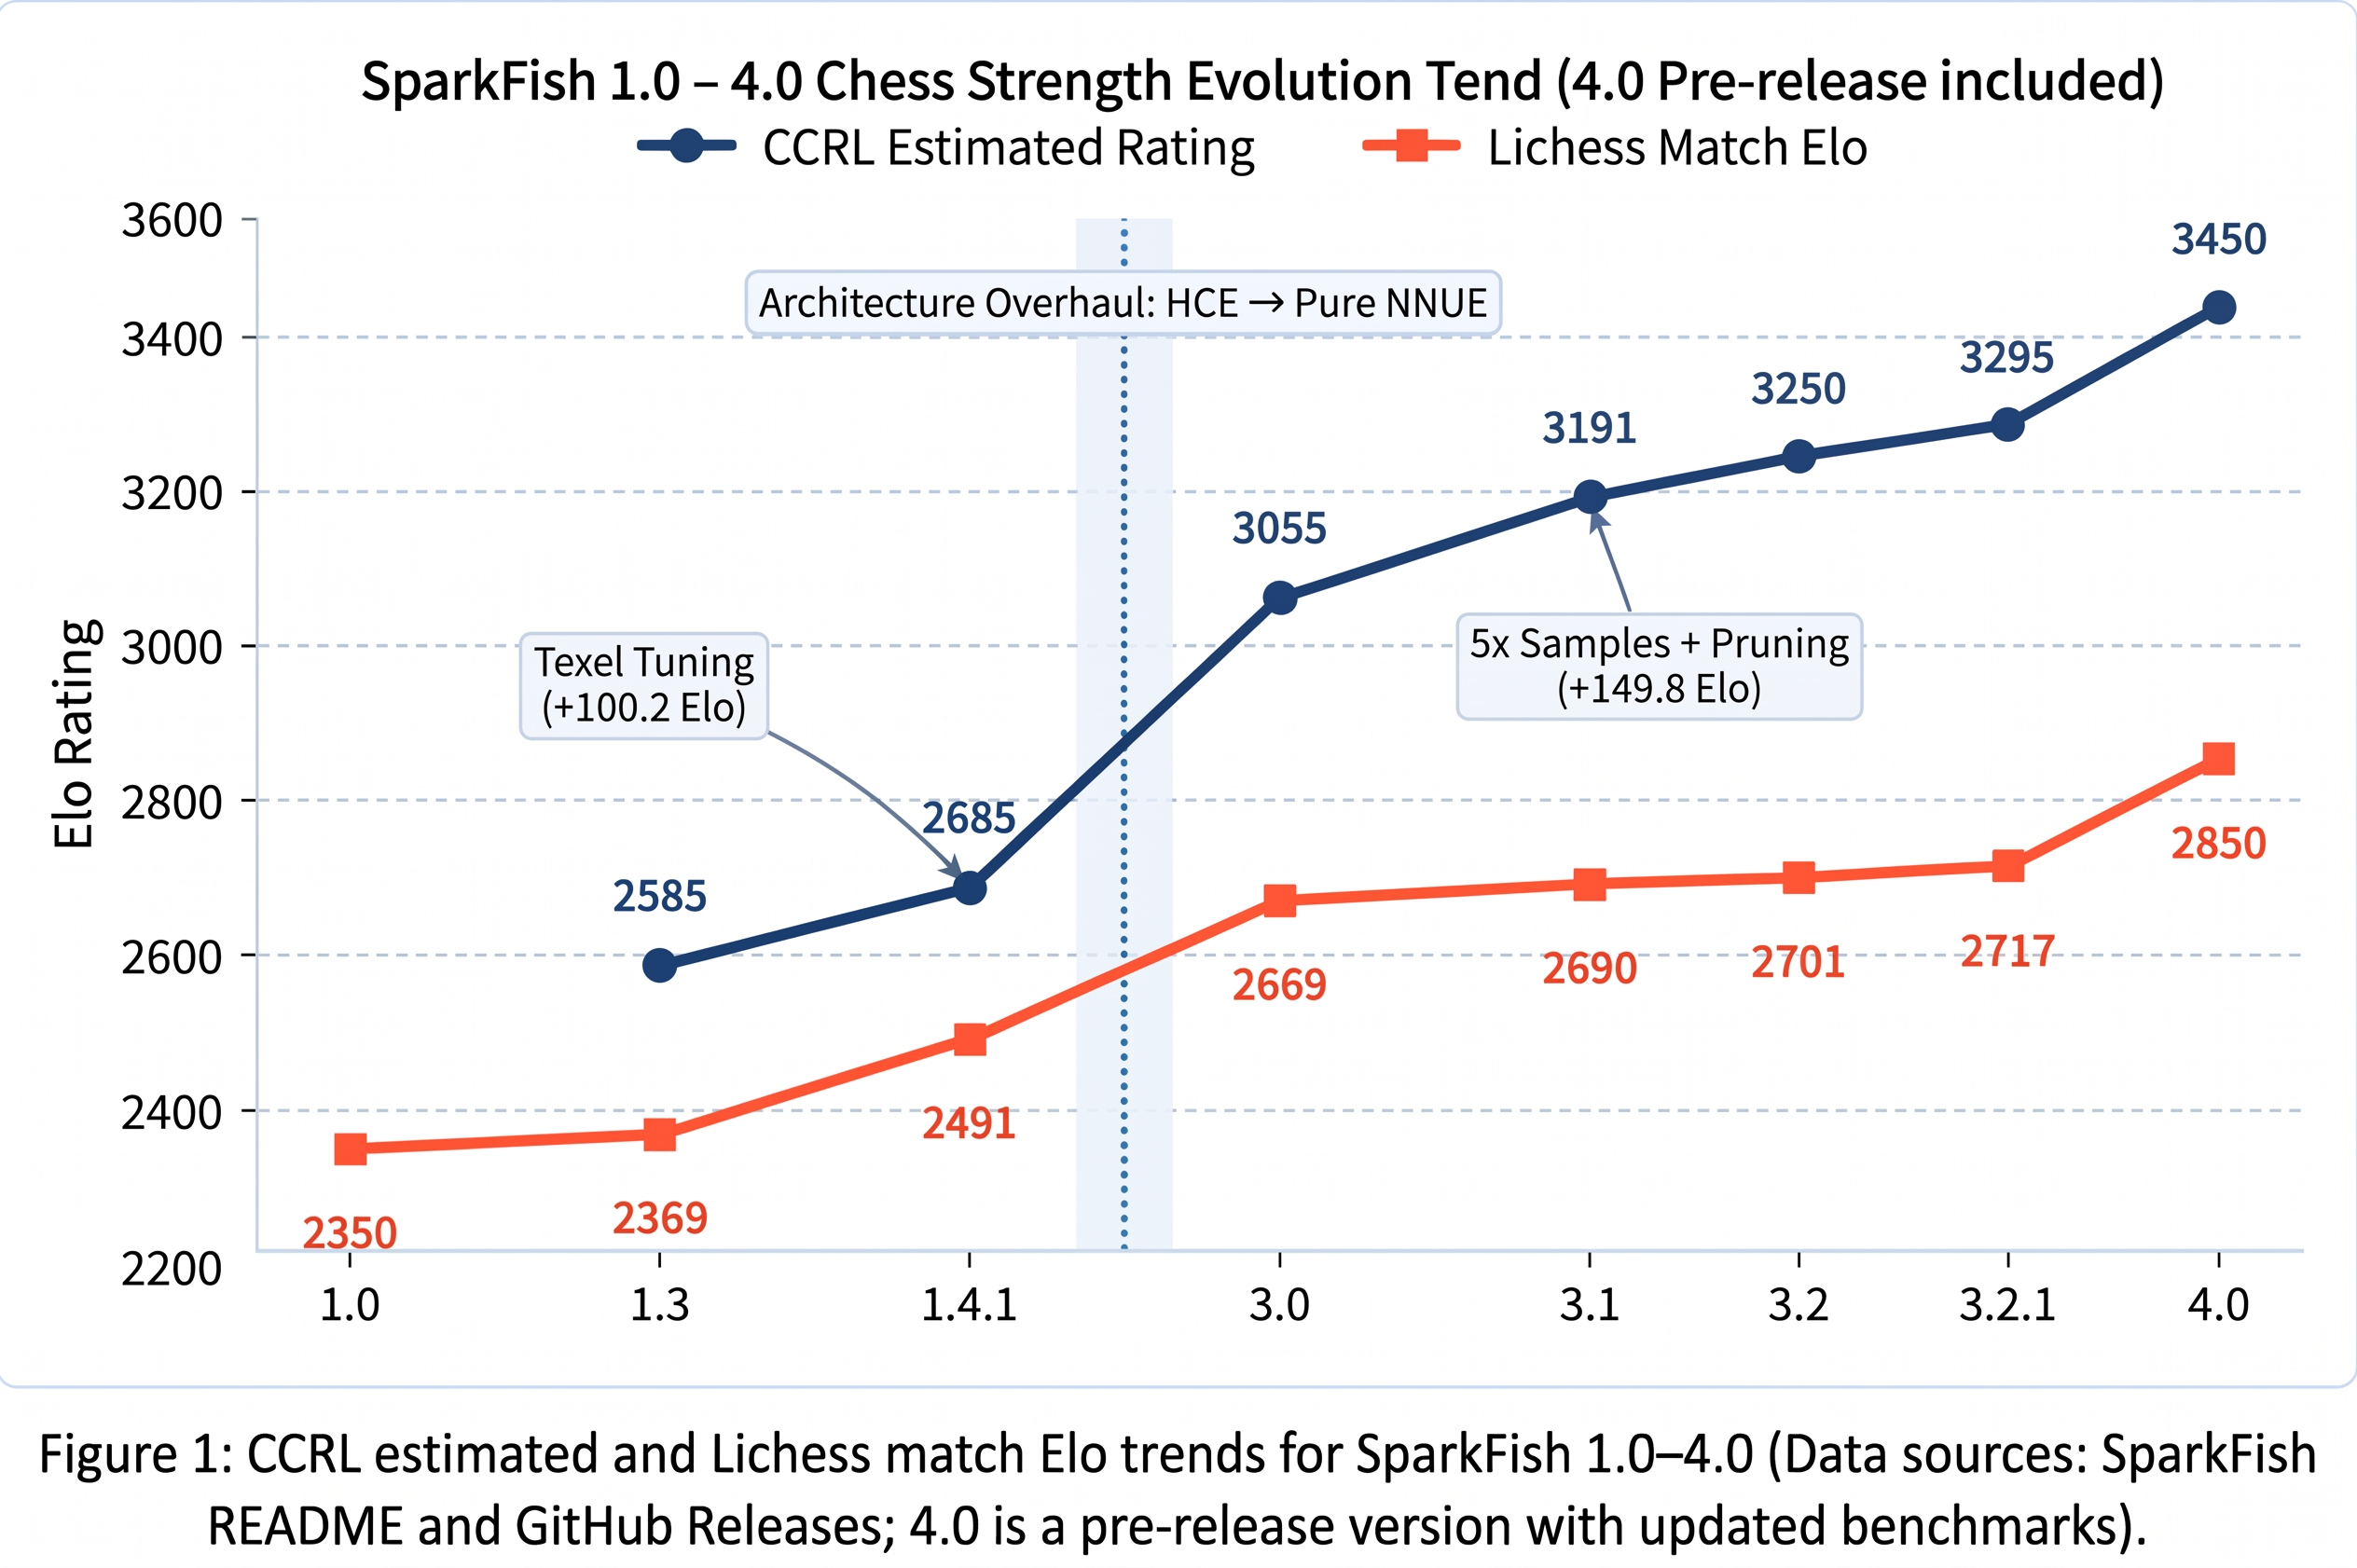 SparkFish 1.0 – 4.0 Chess Strength Evolution Tend (4.0 Pre-release included)
CCRL Estimated Rating
Lichess Match Elo
3600
3400
3200
3000
2800
2600
2400
2200
Elo Rating
Architecture Overhaul: HCE → Pure NNUE
Texel Tuning
(+100.2 Elo)
5x Samples + Pruning
(+149.8 Elo)
2585
2685
3055
3191
3250
3295
3450
2350
2369
2491
2669
2690
2701
2717
2850
1.0
1.3
1.4.1
3.0
3.1
3.2
3.2.1
4.0
Figure 1: CCRL estimated and Lichess match Elo trends for SparkFish 1.0–4.0 (Data sources: SparkFish
README and GitHub Releases; 4.0 is a pre-release version with updated benchmarks).